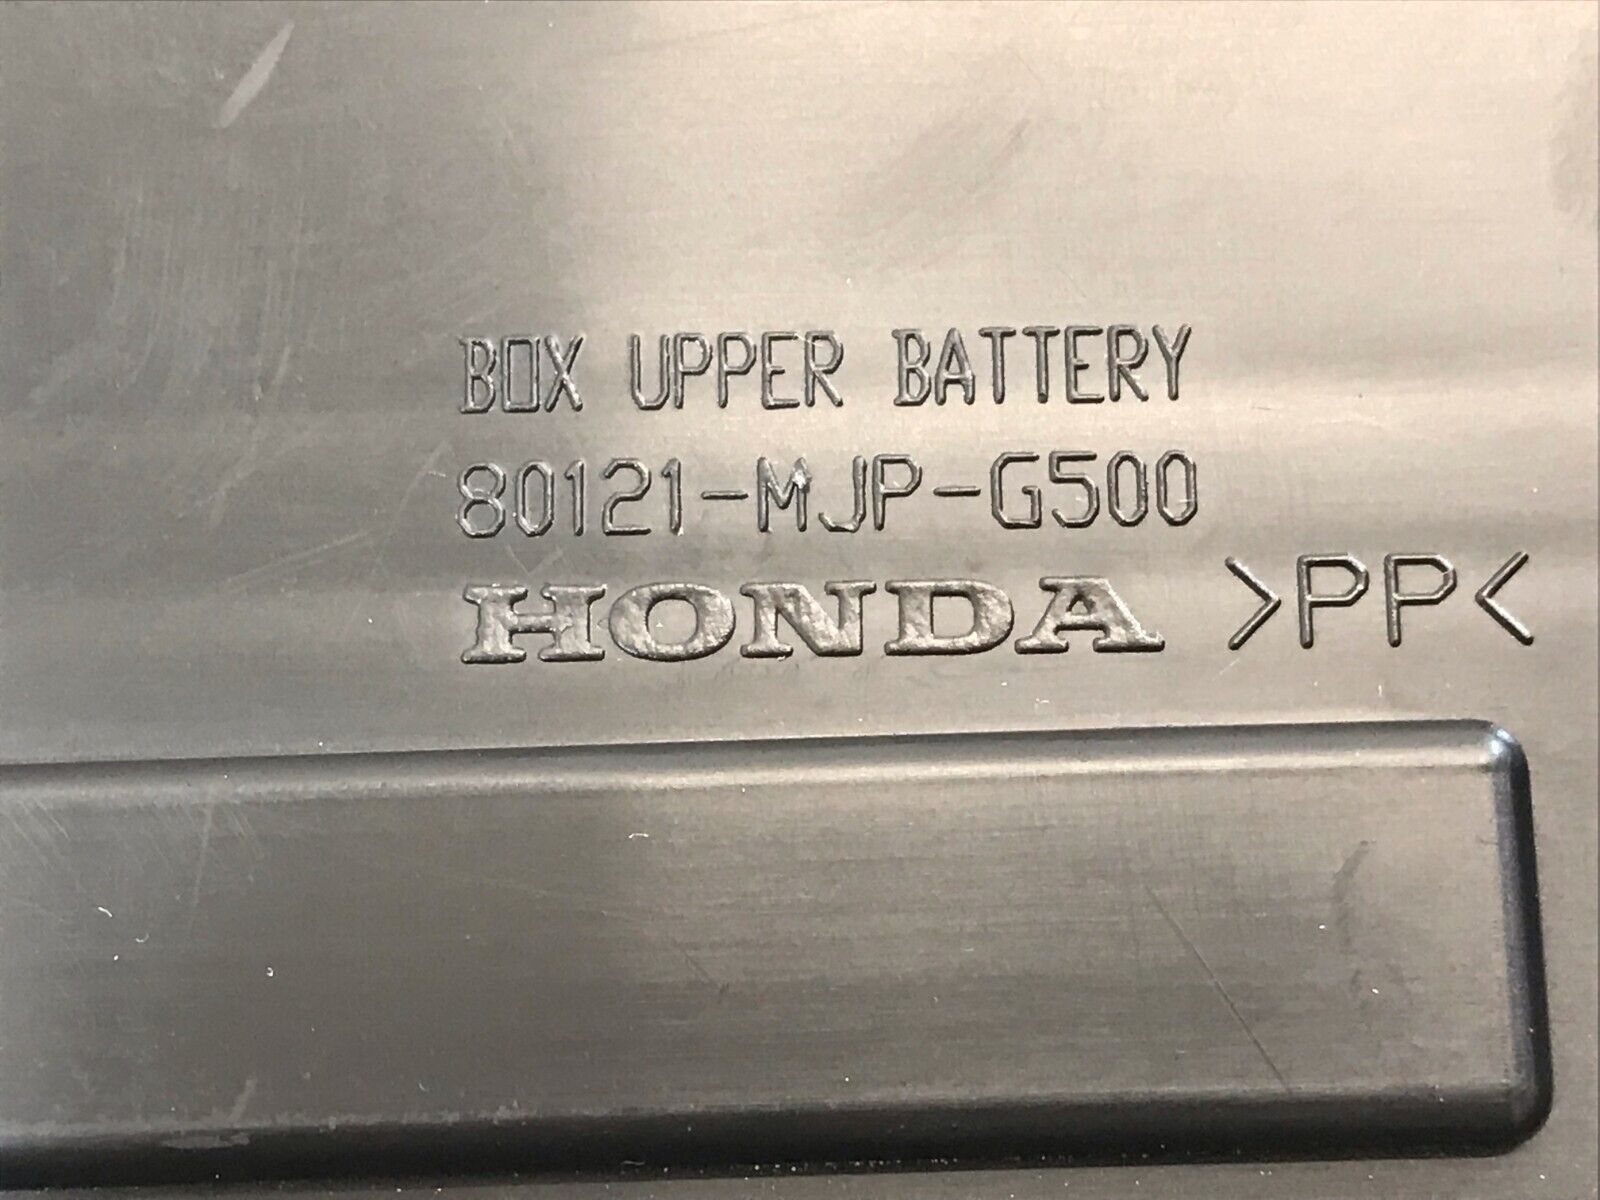 BOX UPPER BATTERY
80121-MJP-G500
HONDA >PP<